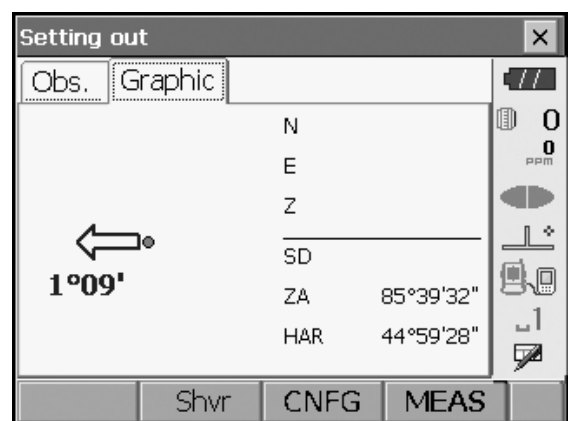 Setting out
Obs. Graphic
N
E
Z
1°09'
SD
ZA 85°39'32"
HAR 44°59'28"
0
0
PPM
1
Shvr CNFG MEAS